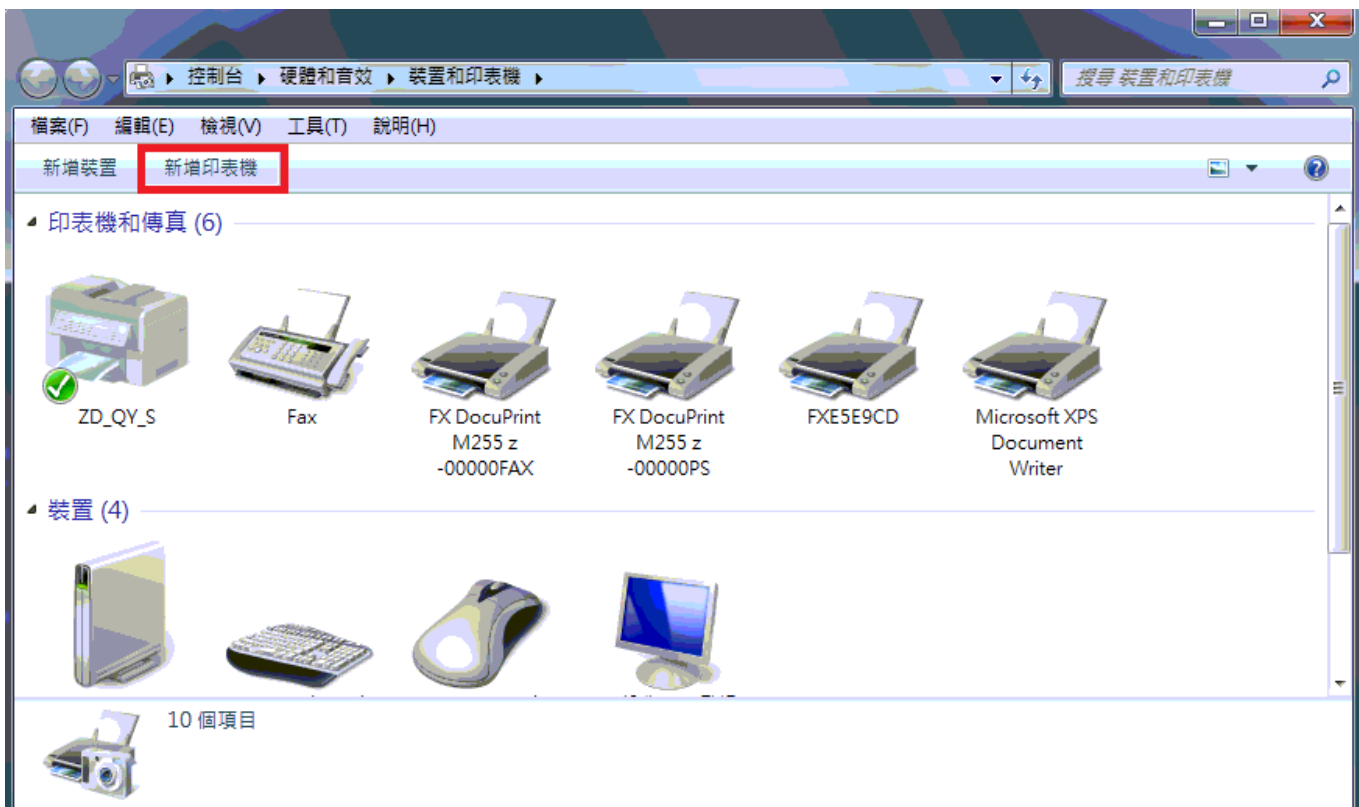 控制台 ▸ 硬體和音效 ▸ 裝置和印表機 ▸
搜尋 裝置和印表機
檔案(F) 編輯(E) 檢視(V) 工具(T) 說明(H)
新增裝置 新增印表機
印表機和傳真 (6)
ZD_QY_S
Fax
FX DocuPrint
M255 z
-00000FAX
FX DocuPrint
M255 z
-00000PS
FXE5E9CD
Microsoft XPS
Document
Writer
裝置 (4)
10 個項目